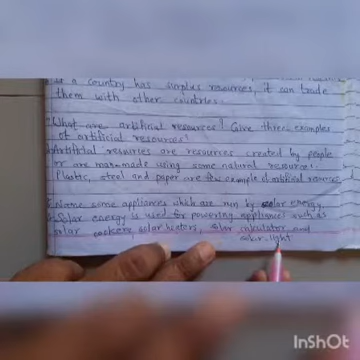 a country has surplus resources, it can trade
them with other countries.
What are artificial resources? Give three examples
of artificial resources?
Artificial resources are resources created by people
or are man-made using some natural resources.
Plastic, steel and paper are few example of artificial resource
Name some appliances which are run by solar energy.
Solar energy is used for powering appliances such as
solar cookers, solar heaters, solar calculator and
solar light
KINEMASTER